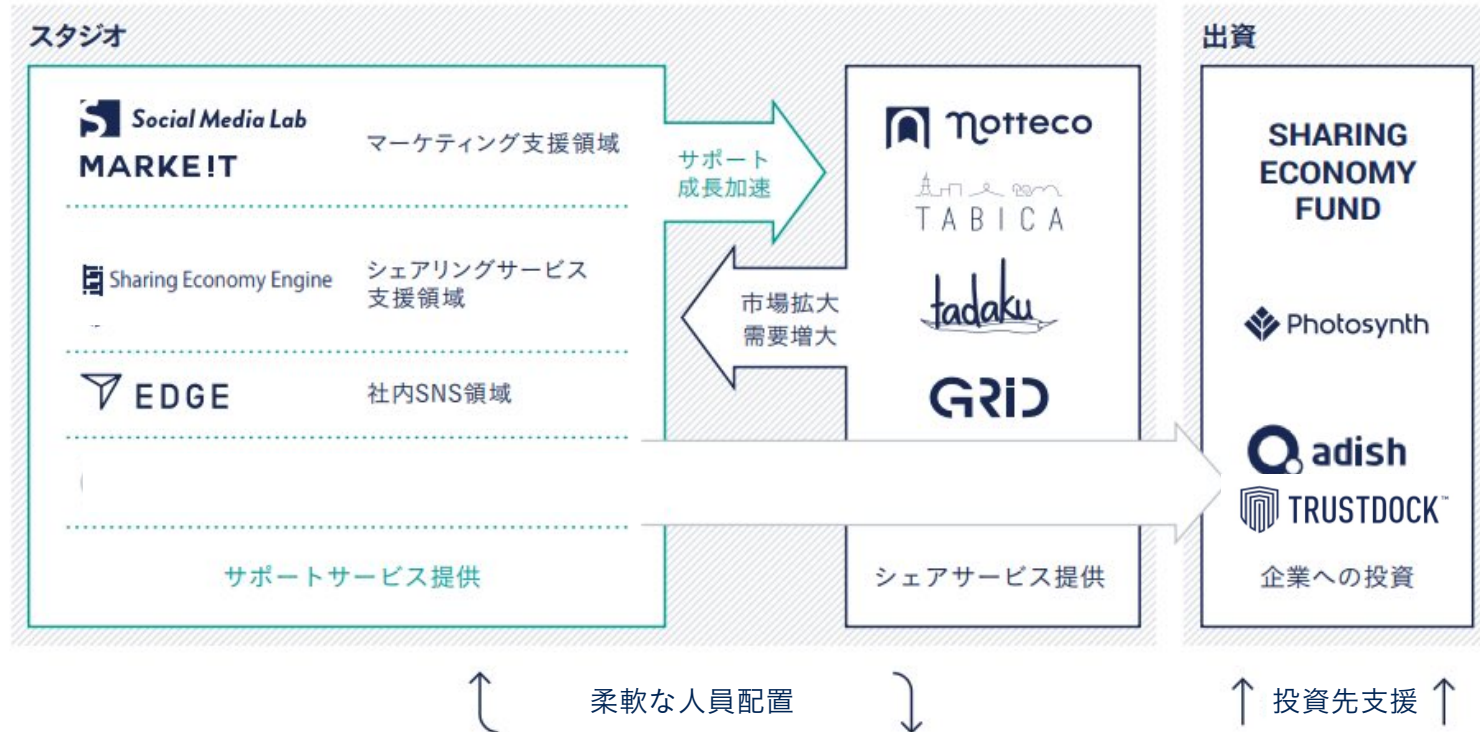 スタジオ
Social Media Lab
MARKE!T
マーケティング支援領域
Sharing Economy Engine
シェアリングサービス
支援領域
EDGE
社内SNS領域
サポートサービス提供
サポート
成長加速
市場拡大
需要増大
notteco
TABICA
tadaku
GRiD
シェアサービス提供
出資
SHARING
ECONOMY
FUND
Photosynth
adish
TRUSTDOCK™
企業への投資
柔軟な人員配置
投資先支援